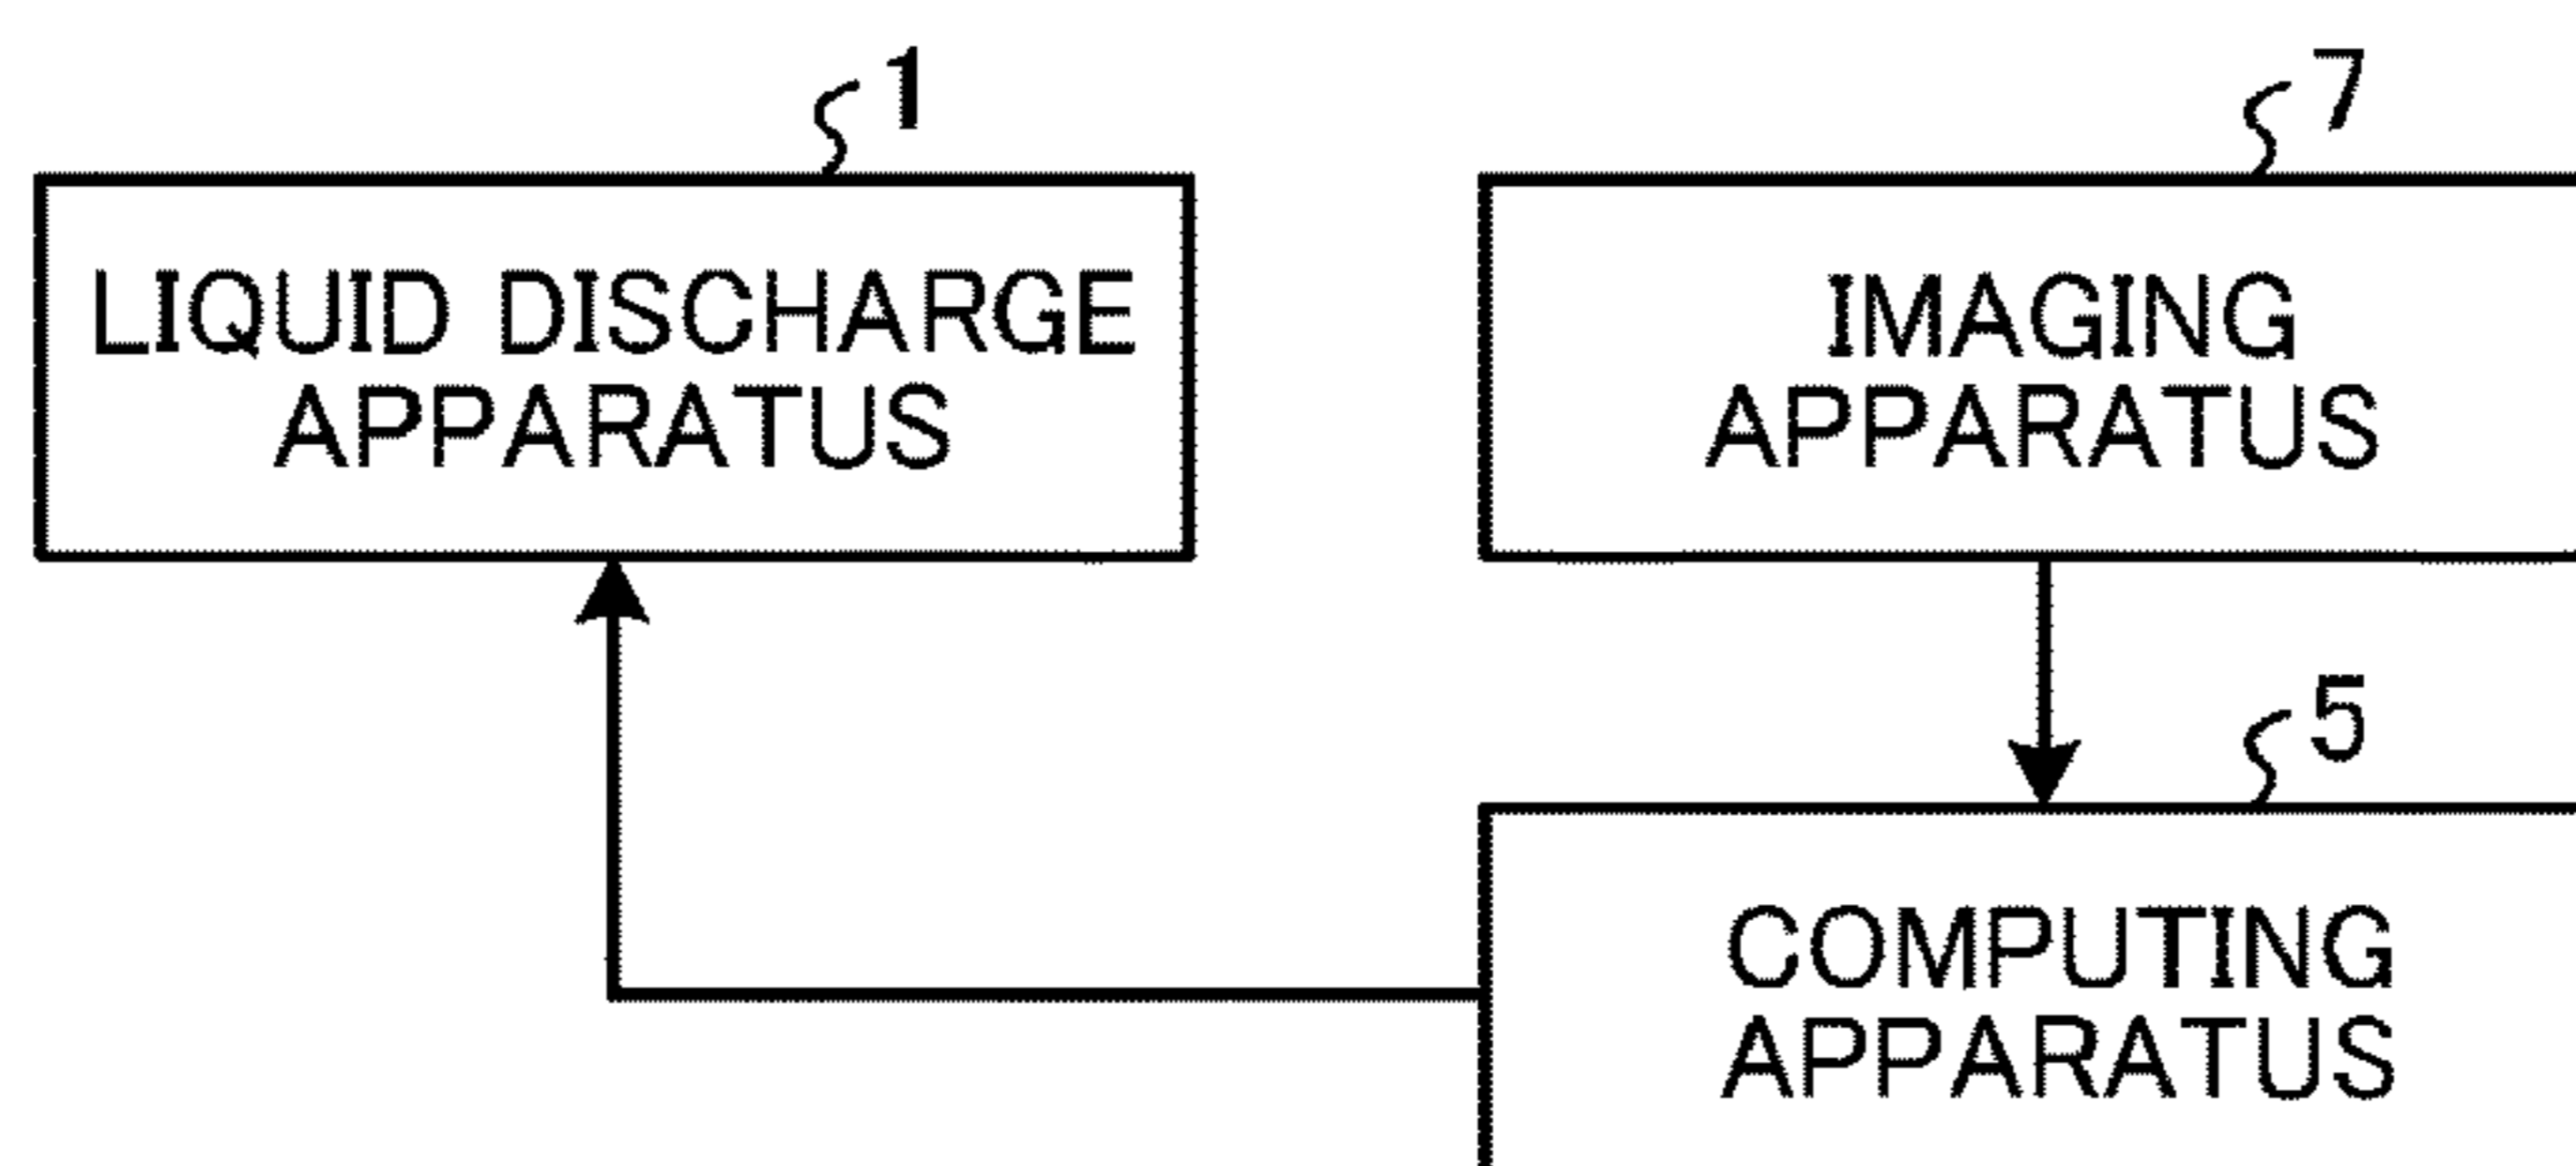 1
LIQUID DISCHARGE
APPARATUS
7
IMAGING
APPARATUS
5
COMPUTING
APPARATUS